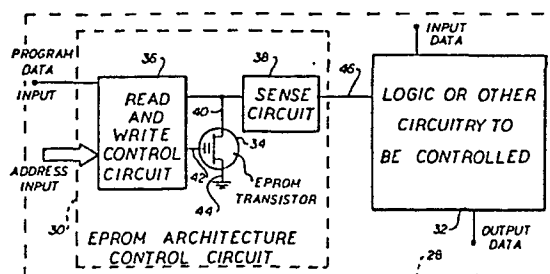 INPUT
DATA
PROGRAM
DATA
INPUT
36
READ
AND
WRITE
CONTROL
CIRCUIT
38
SENSE
CIRCUIT
46
LOGIC OR OTHER
CIRCUITRY TO
BE CONTROLLED
40
34
ADDRESS
INPUT
42
44
EPROM
TRANSISTOR
30
EPROM ARCHITECTURE
CONTROL CIRCUIT
32
28
OUTPUT
DATA